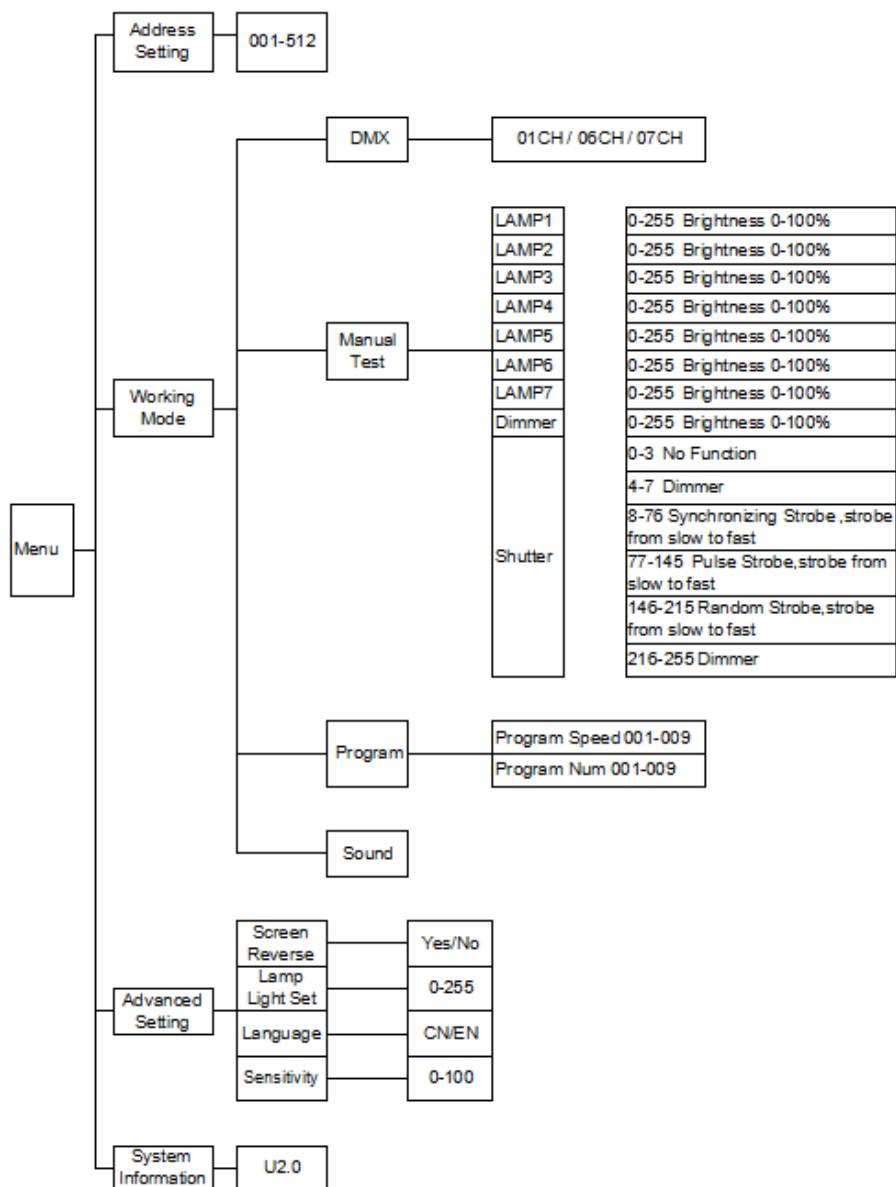 Address
Setting
001-512
DMX
01CH / 06CH / 07CH
LAMP1
0-255 Brightness 0-100%
LAMP2
0-255 Brightness 0-100%
LAMP3
0-255 Brightness 0-100%
LAMP4
0-255 Brightness 0-100%
Manual
Test
LAMP5
0-255 Brightness 0-100%
LAMP6
0-255 Brightness 0-100%
LAMP7
0-255 Brightness 0-100%
Dimmer
0-255 Brightness 0-100%
Working
Mode
Menu
Shutter
0-3 No Function
4-7 Dimmer
8-76 Synchronizing Strobe ,strobe
from slow to fast
77-145 Pulse Strobe,strobe from
slow to fast
146-215 Random Strobe,strobe
from slow to fast
216-255 Dimmer
Program
Program Speed 001-009
Program Num 001-009
Sound
Advanced
Setting
Screen
Reverse
Yes/No
Lamp
Light Set
0-255
Language
CN/EN
Sensitivity
0-100
System
Information
U2.0